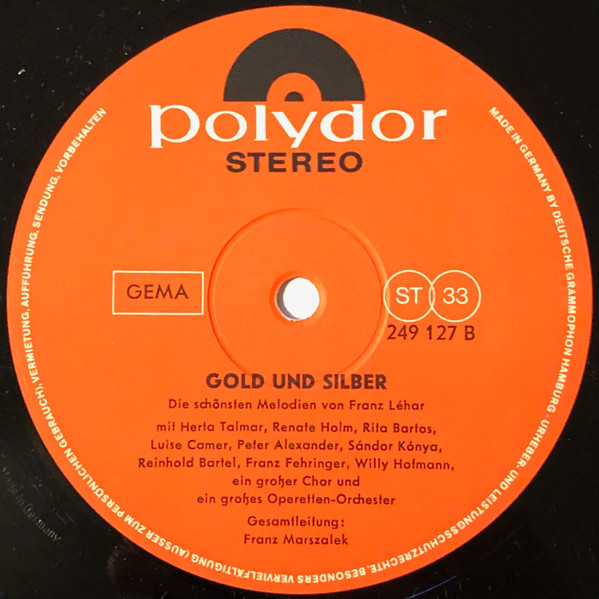 polydor
STEREO
GEMA
ST 33
249 127 B
GOLD UND SILBER
Die schönsten Melodien von Franz Léhar
mit Herta Talmar, Renate Holm, Rita Bartos,
Luise Camer, Peter Alexander, Sándor Kónya,
Reinhold Bartel, Franz Fehringer, Willy Hofmann,
ein großer Chor und
ein großes Operetten-Orchester
Gesamtleitung:
Franz Marszalek
MADE IN GERMANY BY DEUTSCHE GRAMMOPHON HAMBURG · URHEBER- UND LEISTUNGSSCHUTZRECHTE, BESONDERS VERVIELFÄLTIGUNG (AUSSER ZUM PERSÖNLICHEN GEBRAUCH), VERMIETUNG, AUFFÜHRUNG, SENDUNG, VORBEHALTEN
Germany